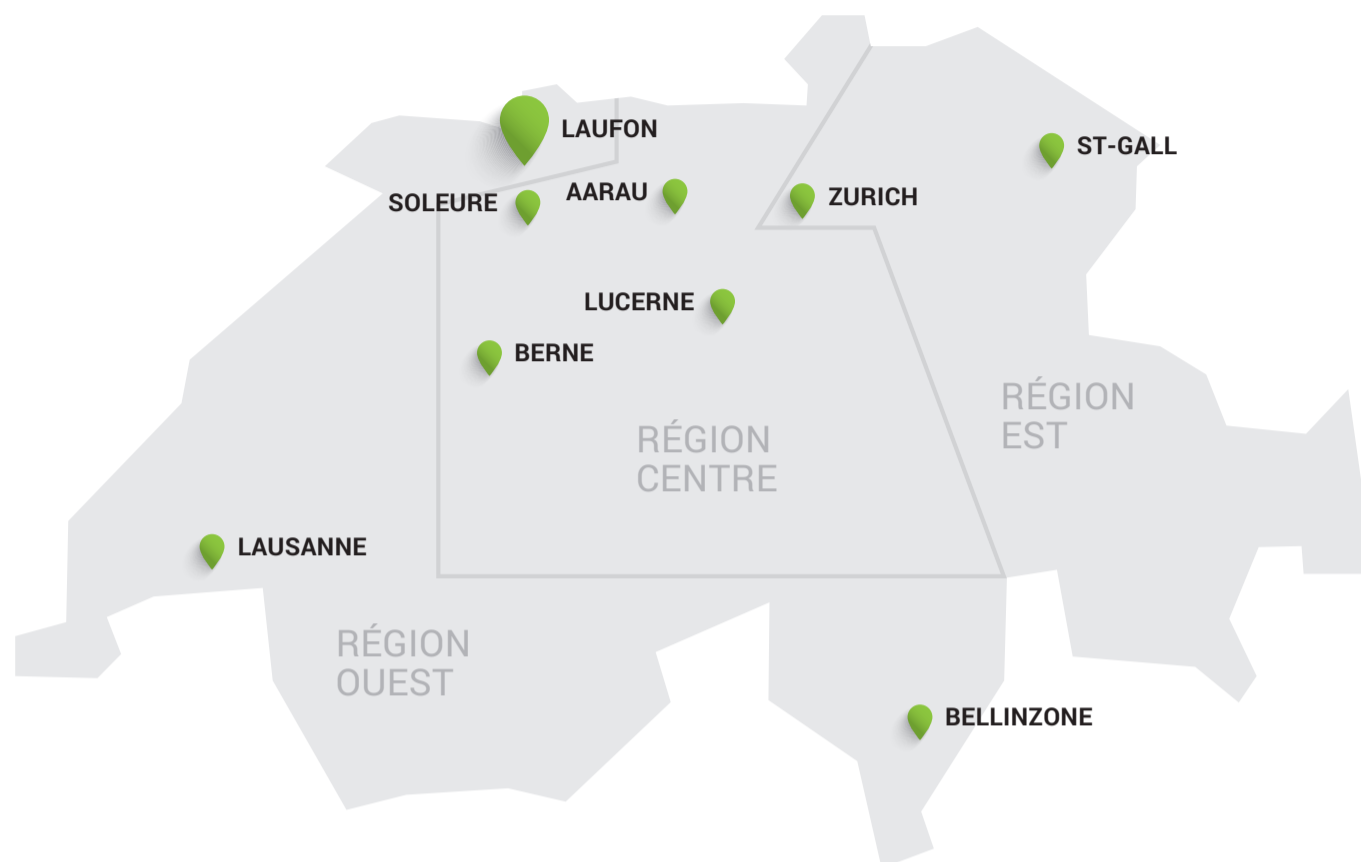 LAUFON
ST-GALL
SOLEURE
AARAU
ZURICH
LUCERNE
BERNE
RÉGION
EST
RÉGION
CENTRE
LAUSANNE
RÉGION
OUEST
BELLINZONE